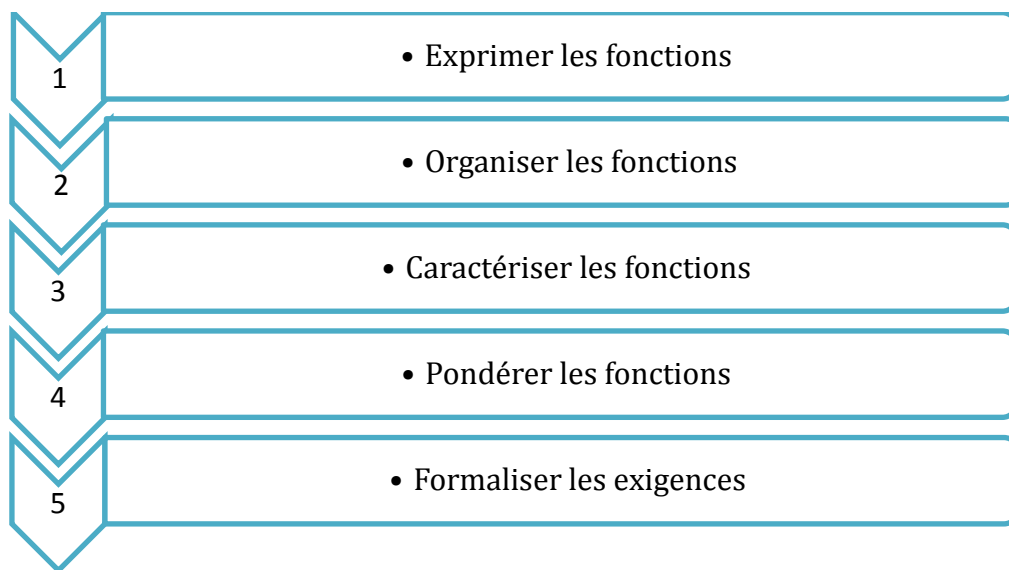 1
• Exprimer les fonctions
2
• Organiser les fonctions
3
• Caractériser les fonctions
4
• Pondérer les fonctions
5
• Formaliser les exigences